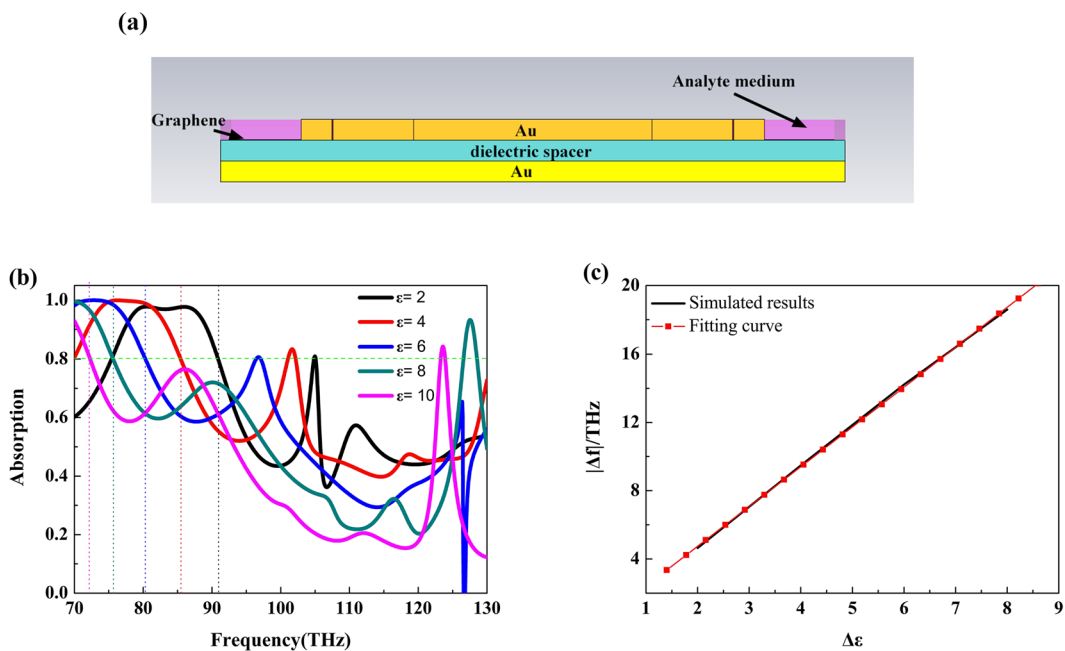 (a)
Analyte medium
Graphene
Au
dielectric spacer
Au
(b)
Absorption
1.0
0.8
0.6
0.4
0.2
0.0
ε= 2
ε= 4
ε= 6
ε= 8
ε= 10
70 80 90 100 110 120 130
Frequency(THz)
(c)
|Δf|/THz
20
16
12
8
4
Simulated results
Fitting curve
1 2 3 4 5 6 7 8 9
Δε